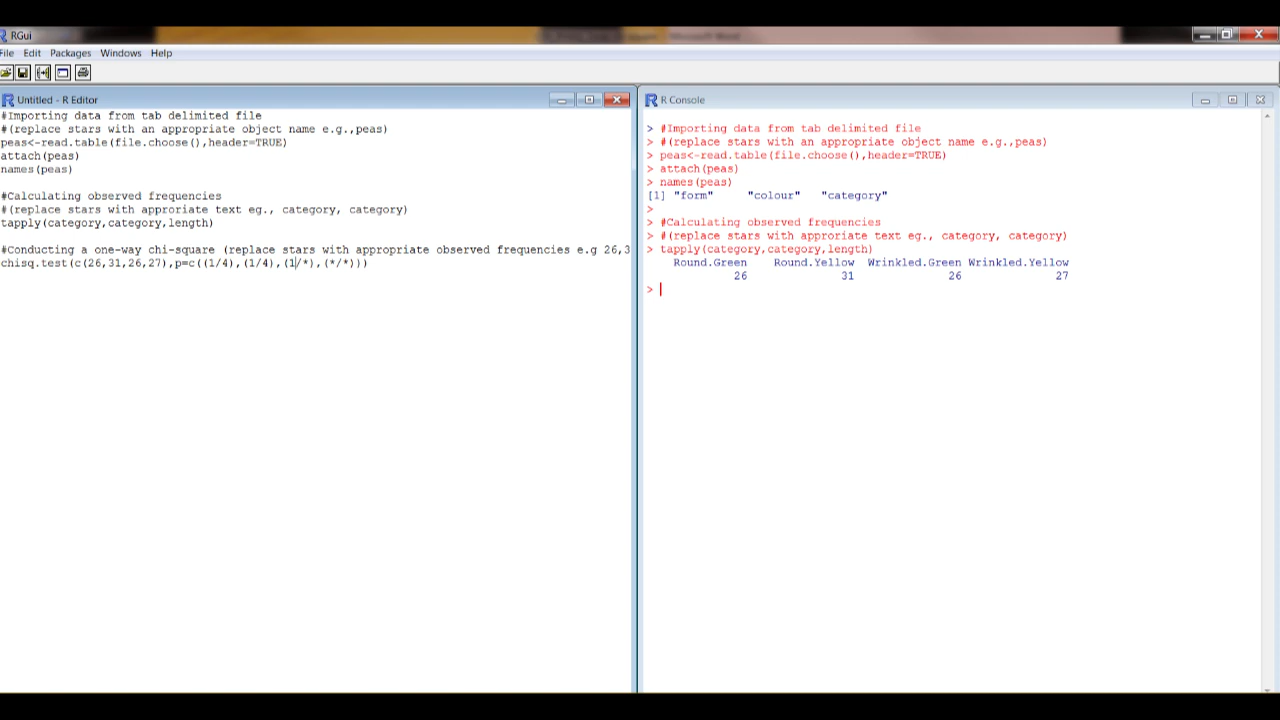 RGui
File Edit Packages Windows Help
Untitled - R Editor
#Importing data from tab delimited file
#(replace stars with an appropriate object name e.g.,peas)
peas<-read.table(file.choose(),header=TRUE)
attach(peas)
names(peas)
#Calculating observed frequencies
#(replace stars with approriate text eg., category, category)
tapply(category,category,length)
#Conducting a one-way chi-square (replace stars with appropriate observed frequencies e.g 26,3
chisq.test(c(26,31,26,27),p=c((1/4),(1/4),(1/*),(*/*)))
R Console
> #Importing data from tab delimited file
> #(replace stars with an appropriate object name e.g.,peas)
> peas<-read.table(file.choose(),header=TRUE)
> attach(peas)
> names(peas)
[1] "form" "colour" "category"
>
> #Calculating observed frequencies
> #(replace stars with approriate text eg., category, category)
> tapply(category,category,length)
Round.Green Round.Yellow Wrinkled.Green Wrinkled.Yellow
26 31 26 27
>